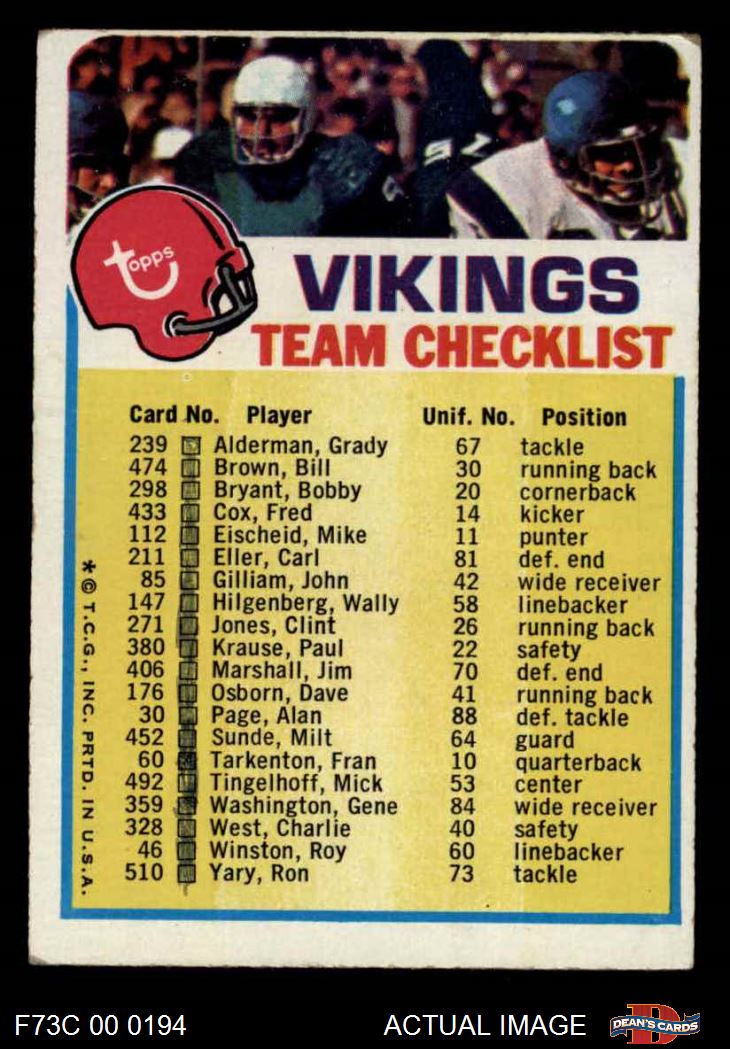 51
Topps
VIKINGS
TEAM CHECKLIST
Card No. Player Unif. No. Position
239 Alderman, Grady 67 tackle
474 Brown, Bill 30 running back
298 Bryant, Bobby 20 cornerback
433 Cox, Fred 14 kicker
112 Eischeid, Mike 11 punter
211 Eller, Carl 81 def. end
85 Gilliam, John 42 wide receiver
147 Hilgenberg, Wally 58 linebacker
271 Jones, Clint 26 running back
380 Krause, Paul 22 safety
406 Marshall, Jim 70 def. end
176 Osborn, Dave 41 running back
30 Page, Alan 88 def. tackle
452 Sunde, Milt 64 guard
60 Tarkenton, Fran 10 quarterback
492 Tingelhoff, Mick 53 center
359 Washington, Gene 84 wide receiver
328 West, Charlie 40 safety
46 Winston, Roy 60 linebacker
510 Yary, Ron 73 tackle
* © T.C.G., INC. PRTD. IN U.S.A.
F73C 00 0194 ACTUAL IMAGE
DEAN'S CARDS